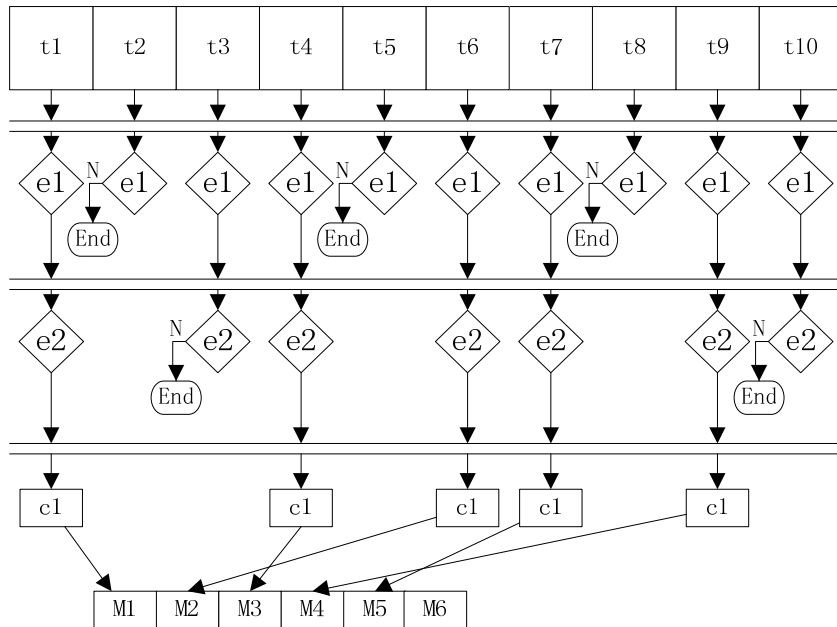 t1 t2 t3 t4 t5 t6 t7 t8 t9 t10
N N N
e1 e1 e1 e1 e1 e1 e1 e1 e1 e1
End End End
N N
e2 e2 e2 e2 e2 e2 e2
End End
c1 c1 c1 c1 c1
M1 M2 M3 M4 M5 M6